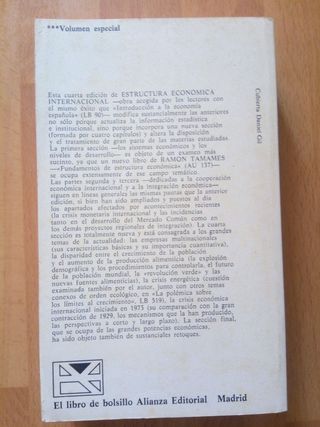 ***Volumen especial
Esta cuarta edición de ESTRUCTURA ECONOMICA
INTERNACIONAL —obra acogida por los lectores con
el mismo éxito que «Introducción a la economía
española» (LB 90)— modifica sustancialmente las anteriores
no sólo porque actualiza la información estadística
e institucional, sino porque incorpora una nueva sección
(formada por cuatro capítulos) y altera la disposición
y el tratamiento de gran parte de las materias estudiadas.
La primera sección —los sistemas económicos y los
niveles de desarrollo— es objeto de un examen más
sucinto, ya que un nuevo libro de RAMON TAMAMES
—«Fundamentos de estructura económica» (AU 137)—
se ocupa extensamente de ese campo temático.
Las partes segunda y tercera —dedicadas a la cooperación
económica internacional y a la integración económica—
siguen en líneas generales las mismas pautas que la anterior
edición, si bien han sido ampliados y puestos al día
los apartados afectados por acontecimientos recientes
(la crisis monetaria internacional y las incidencias
tanto en el desarrollo del Mercado Común como en los
demás proyectos regionales de integración). La cuarta
sección es totalmente nueva y está consagrada a los grandes
temas de la actualidad: las empresas multinacionales
(sus características básicas y su importancia cuantitativa),
la disparidad entre el crecimiento de la población
y el aumento de la producción alimenticia (la explosión
demográfica y los procedimientos para controlarla, el futuro
de la población mundial, la «revolución verde» y las
nuevas fuentes alimenticias), la crisis energética (cuestión
examinada también por el autor, junto con otros temas
conexos de orden ecológico, en «La polémica sobre
los límites al crecimiento», LB 519), la crisis económica
internacional iniciada en 1975 (su comparación con la gran
contracción de 1929, los mecanismos que la han producido,
las perspectivas a corto y largo plazo). La sección final,
que se ocupa de las grandes potencias económicas,
ha sido objeto también de sustanciales retoques.
Cubierta Daniel Gil
El libro de bolsillo Alianza Editorial Madrid